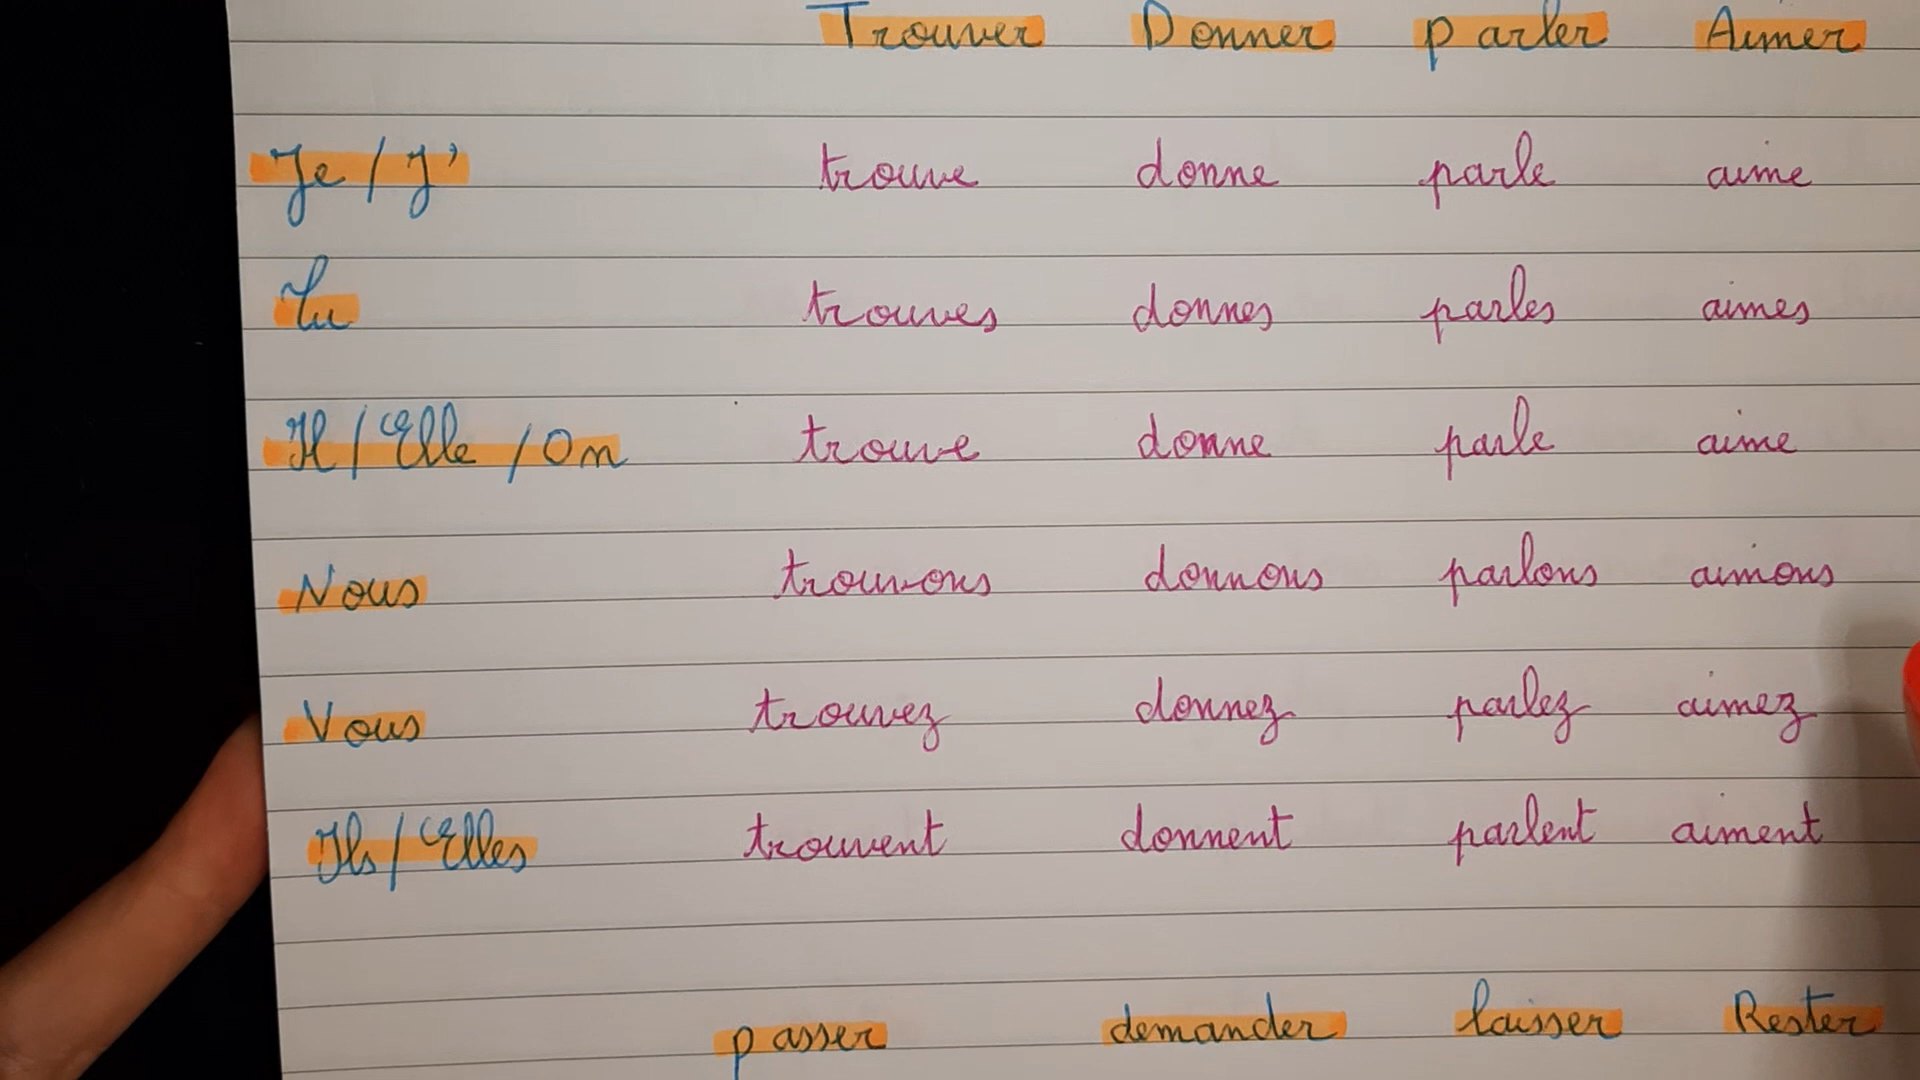 Trouver Donner parler Aimer
Je / J' trouve donne parle aime
Tu trouves donnes parles aimes
Il / Elle / On trouve donne parle aime
Nous trouvons donnons parlons aimons
Vous trouvez donnez parlez aimez
Ils / Elles trouvent donnent parlent aiment
passer demander laisser Rester